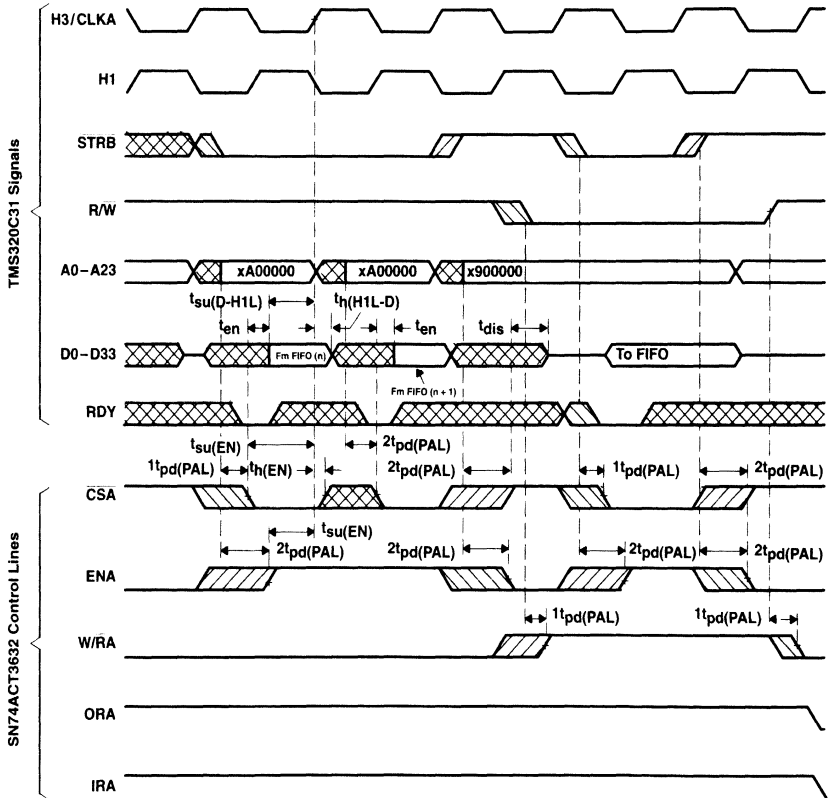 TMS320C31 Signals
H3/CLKA
H1
STRB
R/W
A0–A23
xA00000
xA00000
x900000
tsu(D-H1L)
th(H1L-D)
ten
ten
tdis
D0–D33
Fm FIFO (n)
To FIFO
Fm FIFO (n + 1)
RDY
tsu(EN)
2tpd(PAL)
1tpd(PAL)
th(EN)
2tpd(PAL)
1tpd(PAL)
2tpd(PAL)
SN74ACT3632 Control Lines
CSA
tsu(EN)
2tpd(PAL)
2tpd(PAL)
2tpd(PAL)
2tpd(PAL)
ENA
1tpd(PAL)
1tpd(PAL)
W/RA
ORA
IRA